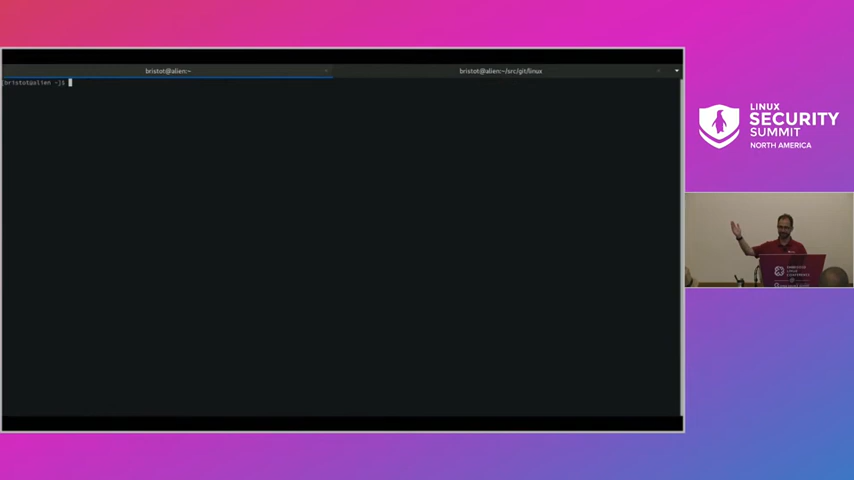 bristot@alien:~
bristot@alien:~/src/git/linux
[bristot@alien ~]$
LINUX
SECURITY
SUMMIT
NORTH AMERICA